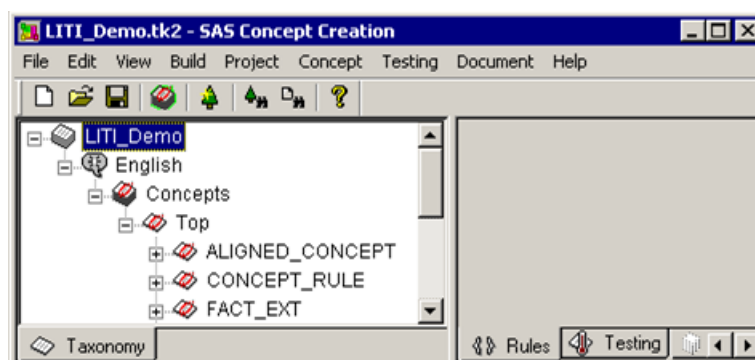 LITI_Demo.tk2 - SAS Concept Creation
File Edit View Build Project Concept Testing Document Help
LITI_Demo
English
Concepts
Top
ALIGNED_CONCEPT
CONCEPT_RULE
FACT_EXT
Taxonomy Rules Testing